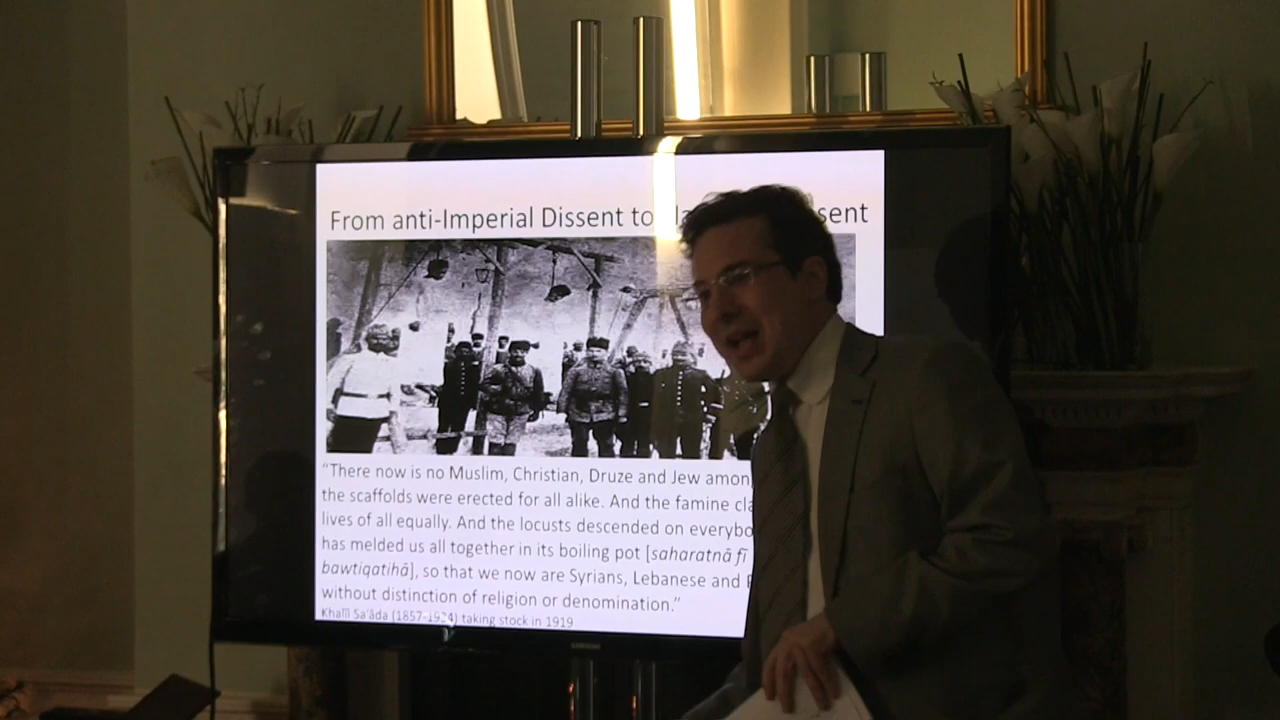 From anti-Imperial Dissent to
"There now is no Muslim, Christian, Druze and Jew
the scaffolds were erected for all alike. And the famine
lives of all equally. And the locusts descended on
has melded us all together in its boiling pot [saharatnā fī
bawtiqatihā], so that we now are Syrians, Lebanese and
without distinction of religion or denomination."
Khalīl Sa'āda (1857-1934) taking stock in 1919
SAMSUNG